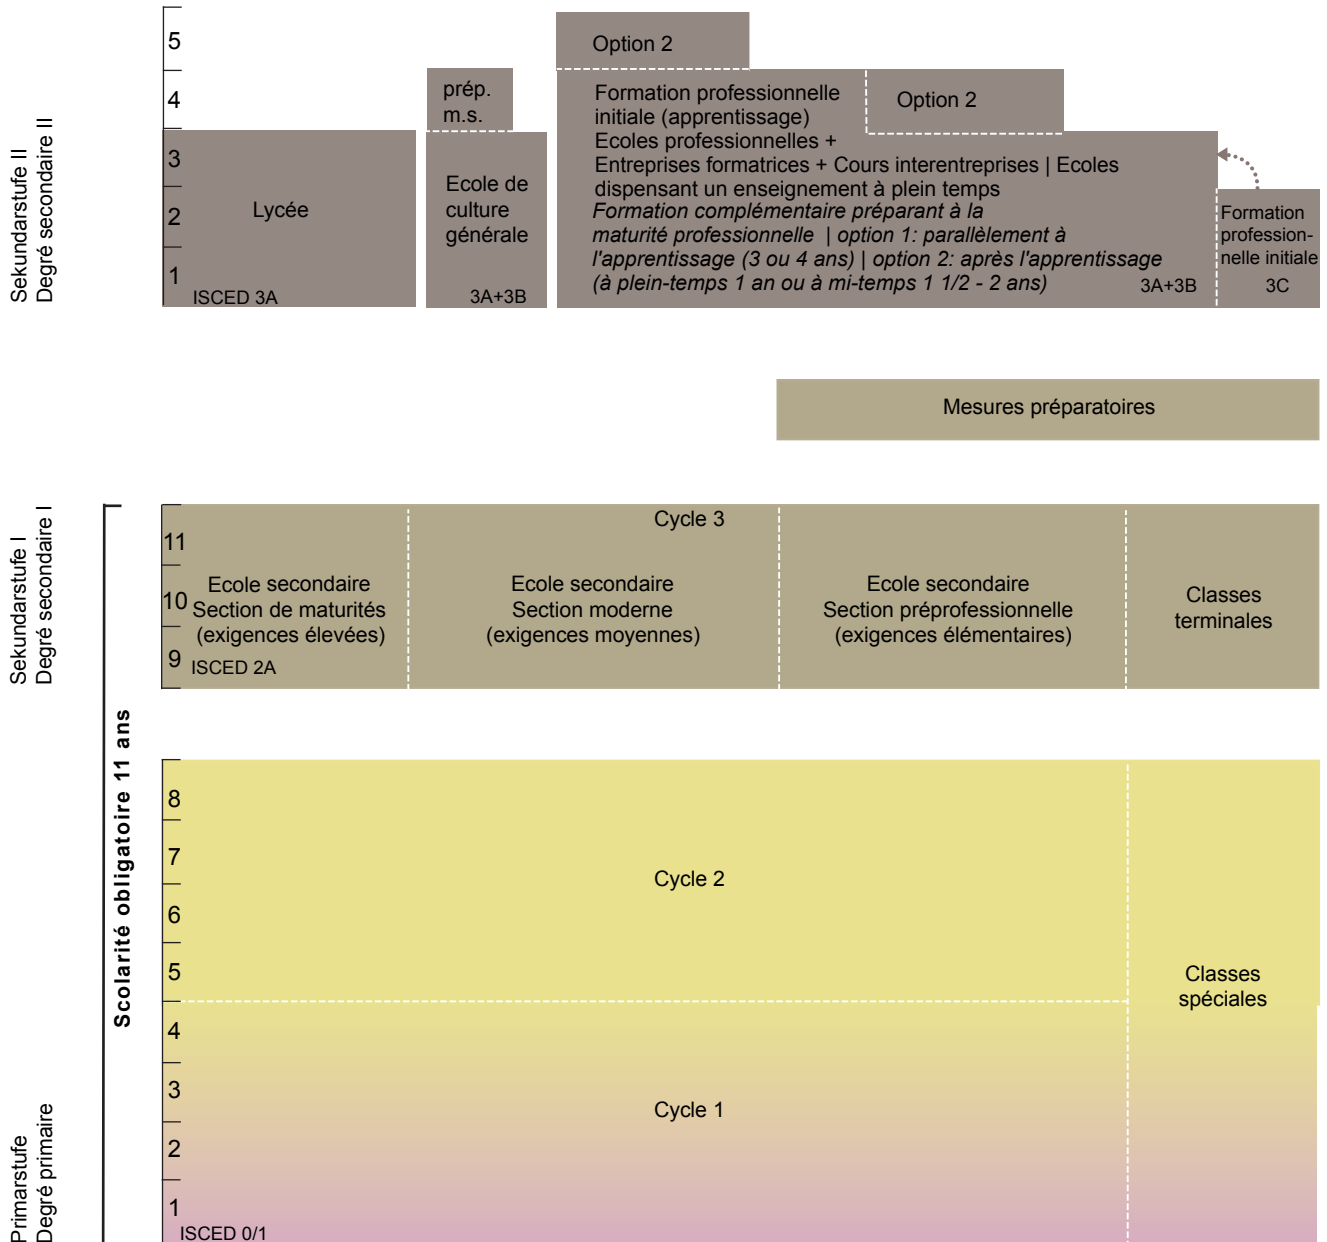 Sekundarstufe II
Degré secondaire II
5
4
3
2
1
Lycée
ISCED 3A
prép.
m.s.
Ecole de
culture
générale
3A+3B
Option 2
Formation professionnelle
initiale (apprentissage)
Ecoles professionnelles +
Entreprises formatrices + Cours interentreprises | Ecoles
dispensant un enseignement à plein temps
Formation complémentaire préparant à la
maturité professionnelle | option 1: parallèlement à
l'apprentissage (3 ou 4 ans) | option 2: après l'apprentissage
(à plein-temps 1 an ou à mi-temps 1 1/2 - 2 ans)
3A+3B
Option 2
Formation
profession-
nelle initiale
3C
Mesures préparatoires
Sekundarstufe I
Degré secondaire I
Scolarité obligatoire 11 ans
11
10
9
Cycle 3
Ecole secondaire
Section de maturités
(exigences élevées)
ISCED 2A
Ecole secondaire
Section moderne
(exigences moyennes)
Ecole secondaire
Section préprofessionnelle
(exigences élémentaires)
Classes
terminales
Primarstufe
Degré primaire
8
7
6
5
4
3
2
1
Cycle 2
Cycle 1
Classes
spéciales
ISCED 0/1